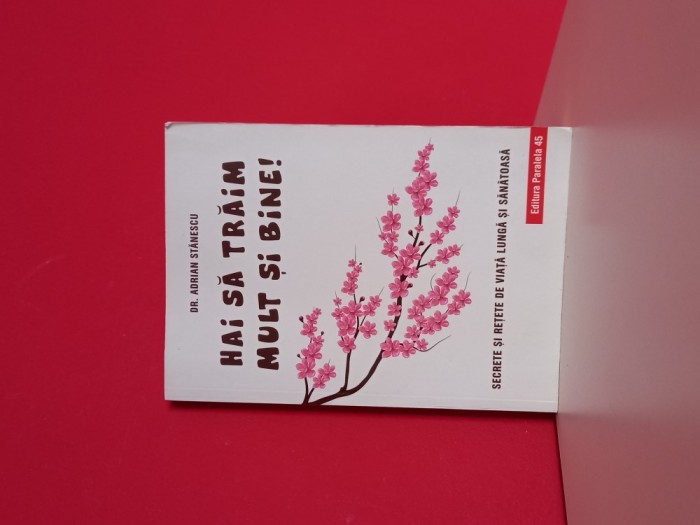 DR. ADRIAN STĂNESCU
HAI SĂ TRĂIM
MULT ȘI BINE!
SECRETE ȘI REȚETE DE VIAȚĂ LUNGĂ ȘI SĂNĂTOASĂ
Editura Paralela 45